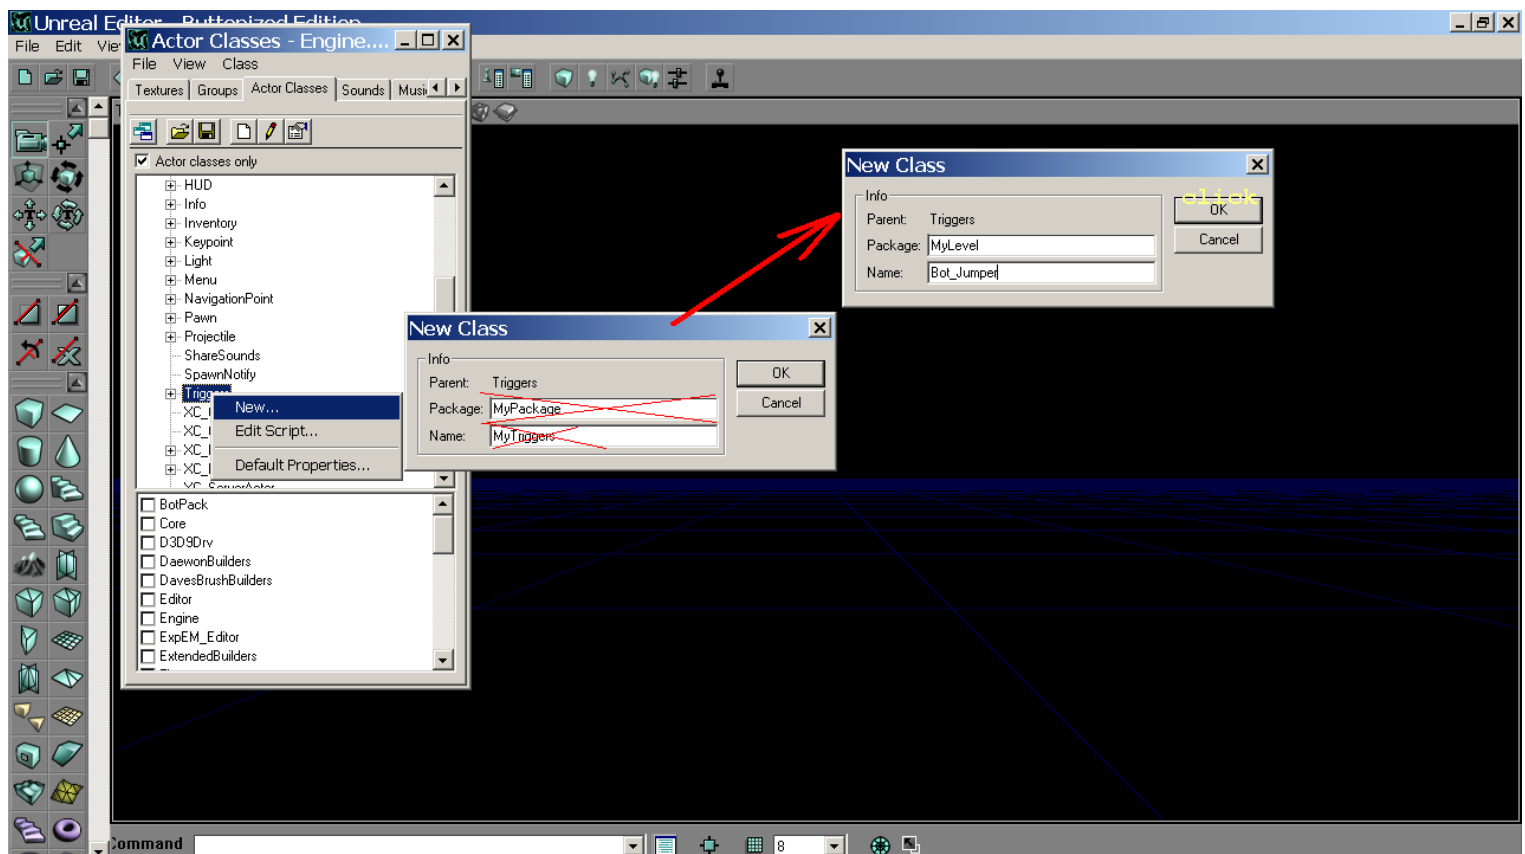 Unreal Editor - Buttonized Edition
File Edit
Actor Classes - Engine....
File View Class
Textures Groups Actor Classes Sounds
Actor classes only
HUD
Info
Inventory
Keypoint
Light
Menu
NavigationPoint
Pawn
Projectile
ShareSounds
SpawnNotify
Triggers
New...
Edit Script...
Default Properties...
XC_ServerActor
BotPack
Core
D3D9Drv
DaewonBuilders
DavesBrushBuilders
Editor
Engine
ExpEM_Editor
ExtendedBuilders
New Class
Info
Parent: Triggers
Package: MyPackage
Name: MyTriggers
OK
Cancel
New Class
Info
Parent: Triggers
Package: MyLevel
Name: Bot_Jumper
click
OK
Cancel
Command
8